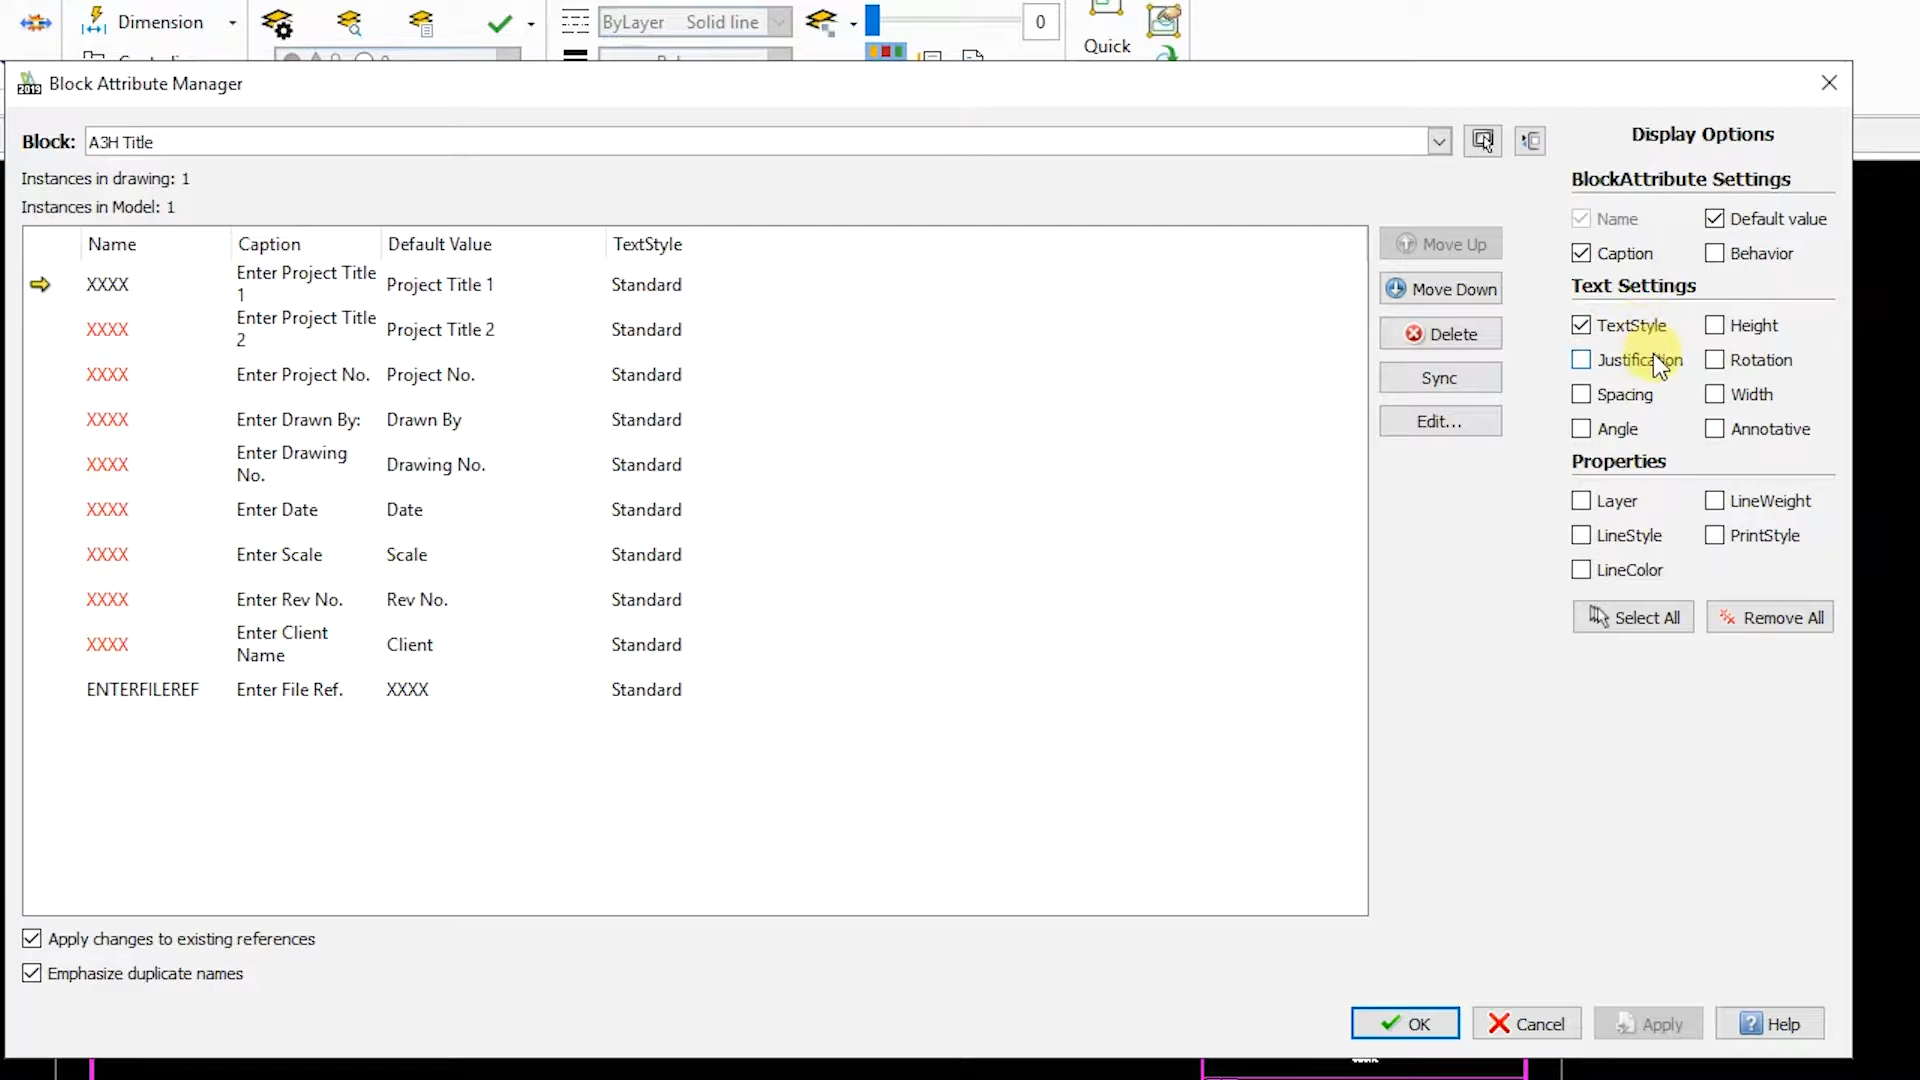 Dimension
ByLayer Solid line
0
Quick
2019 Block Attribute Manager
Block: A3H Title
Instances in drawing: 1
Instances in Model: 1
Name Caption Default Value TextStyle
XXXX Enter Project Title 1 Project Title 1 Standard
XXXX Enter Project Title 2 Project Title 2 Standard
XXXX Enter Project No. Project No. Standard
XXXX Enter Drawn By: Drawn By Standard
XXXX Enter Drawing No. Drawing No. Standard
XXXX Enter Date Date Standard
XXXX Enter Scale Scale Standard
XXXX Enter Rev No. Rev No. Standard
XXXX Enter Client Name Client Standard
ENTERFILEREF Enter File Ref. XXXX Standard
Move Up
Move Down
Delete
Sync
Edit...
Display Options
BlockAttribute Settings
Name Default value
Caption Behavior
Text Settings
TextStyle Height
Justification Rotation
Spacing Width
Angle Annotative
Properties
Layer LineWeight
LineStyle PrintStyle
LineColor
Select All Remove All
Apply changes to existing references
Emphasize duplicate names
OK Cancel Apply Help